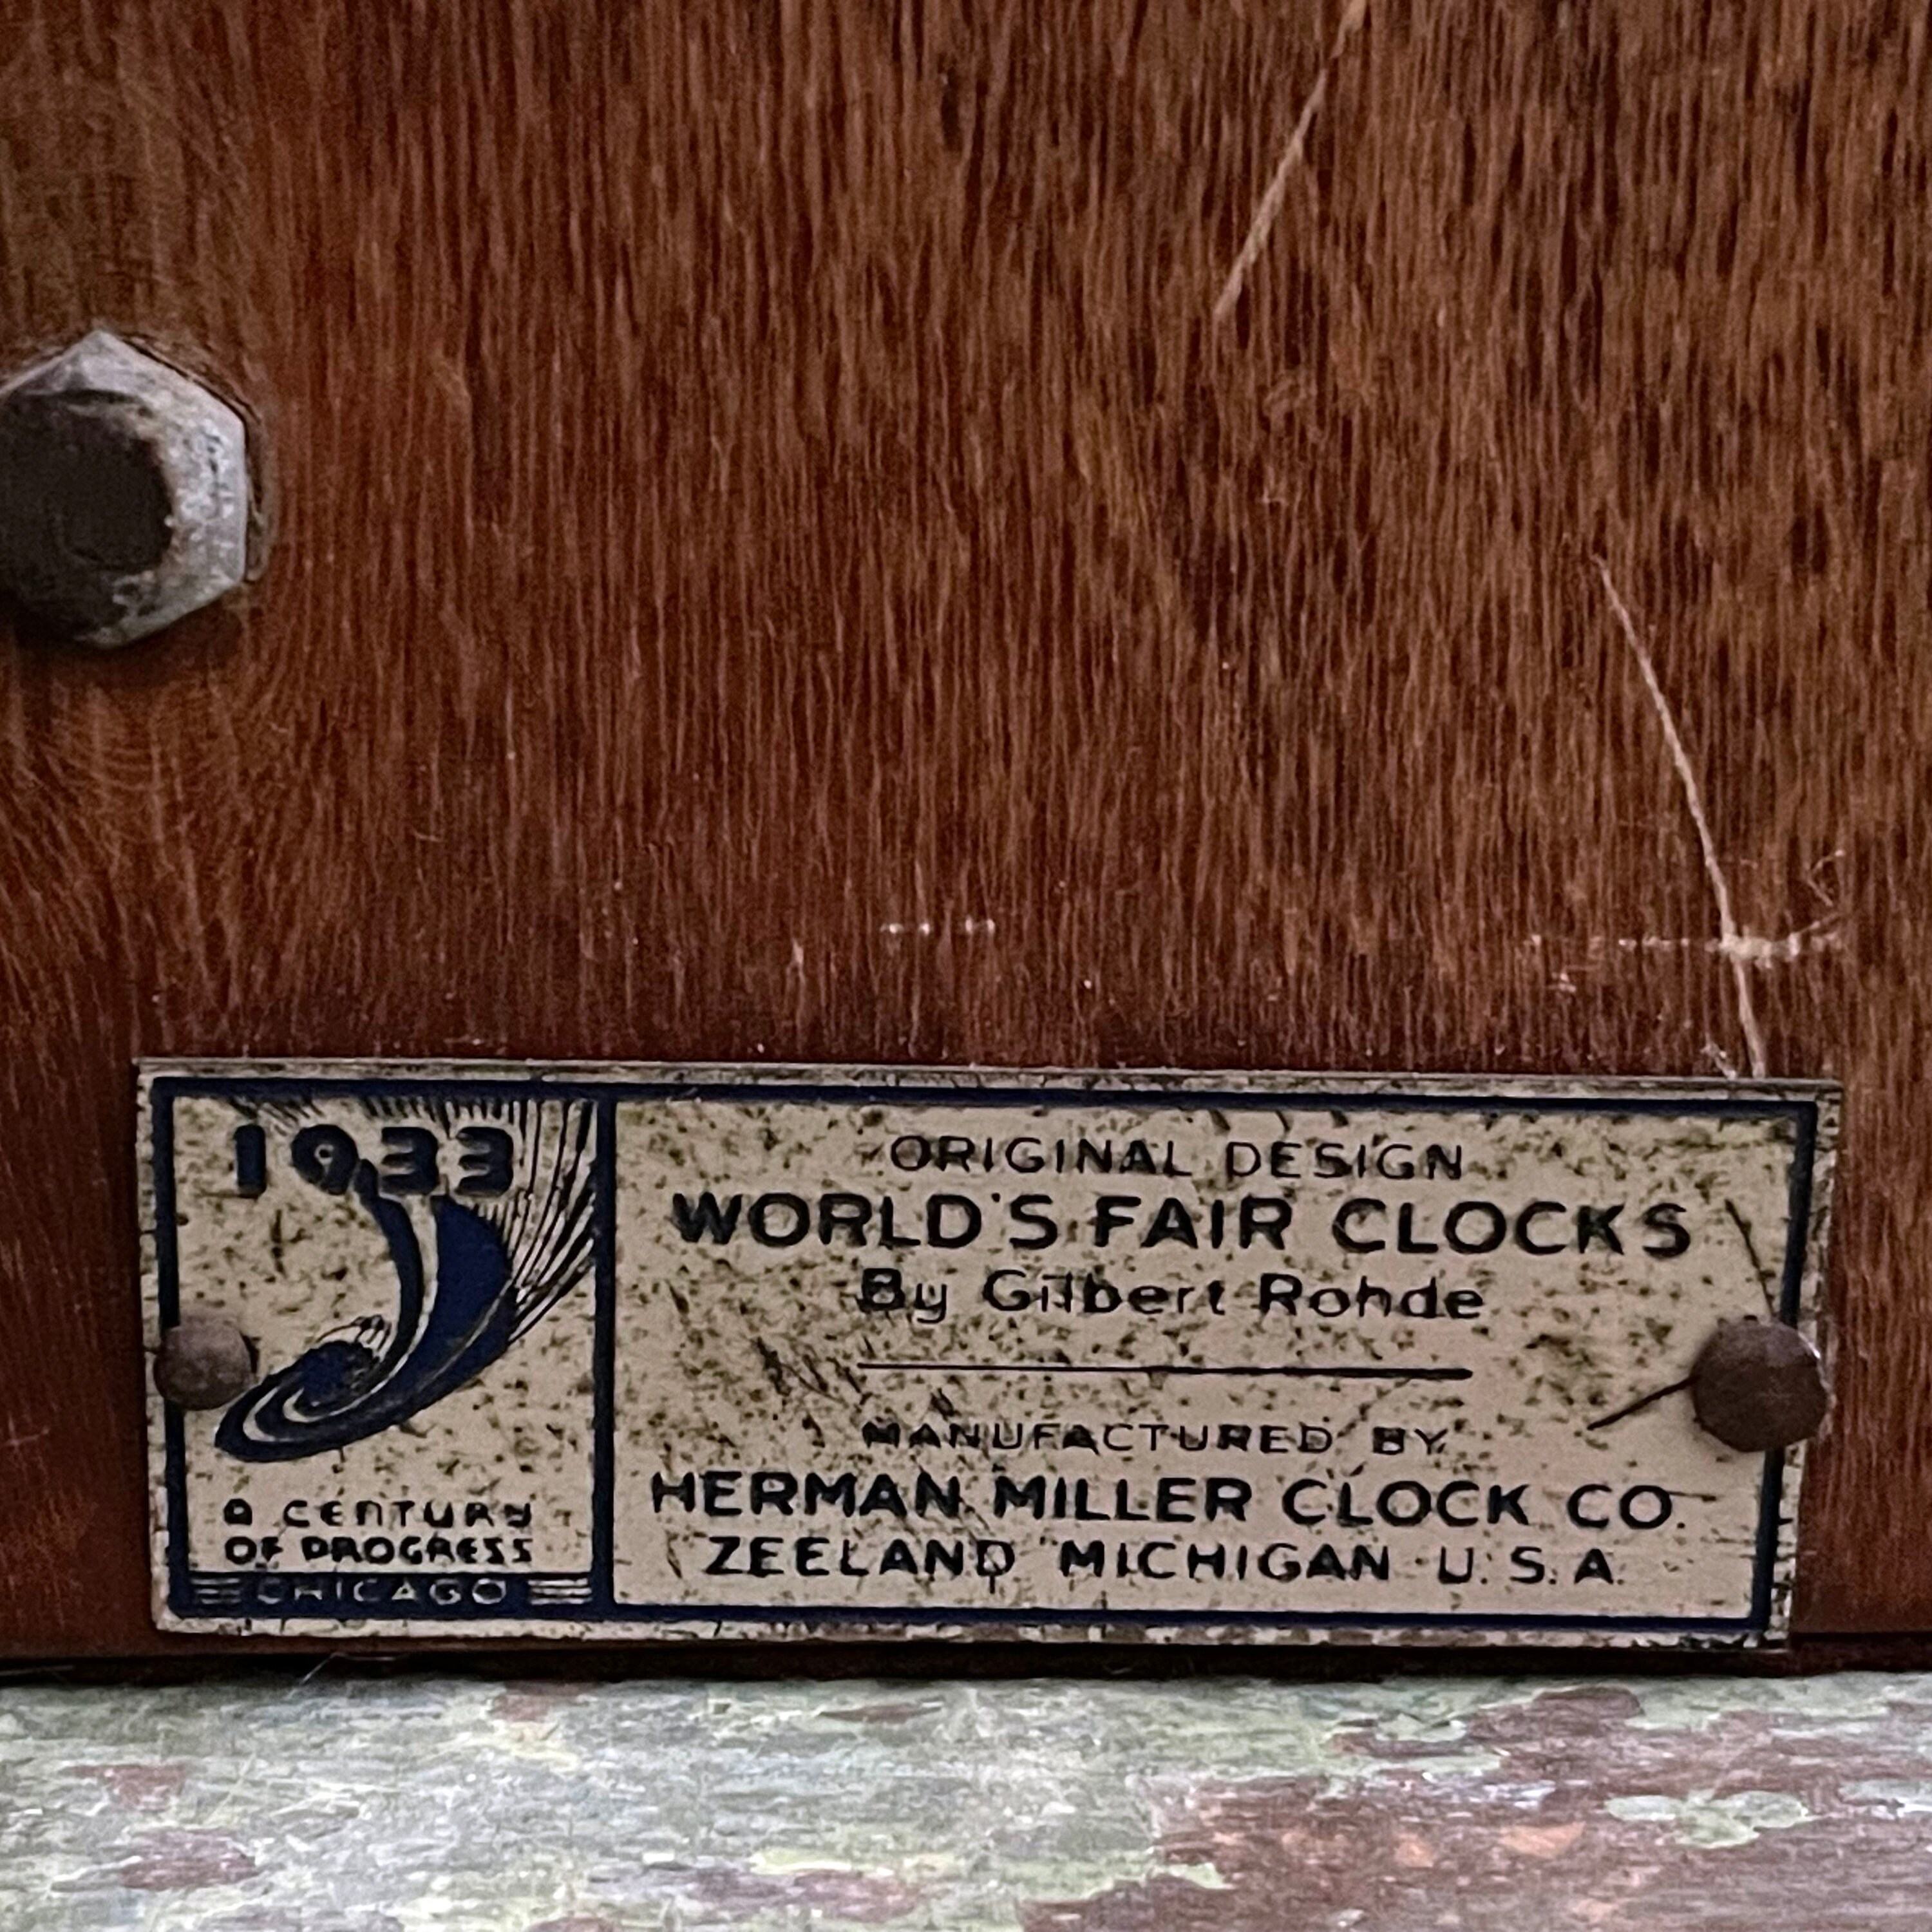 1933
A CENTURY
OF PROGRESS
CHICAGO
ORIGINAL DESIGN
WORLD'S FAIR CLOCKS
By Gilbert Rohde
MANUFACTURED BY
HERMAN MILLER CLOCK CO.
ZEELAND MICHIGAN U.S.A.